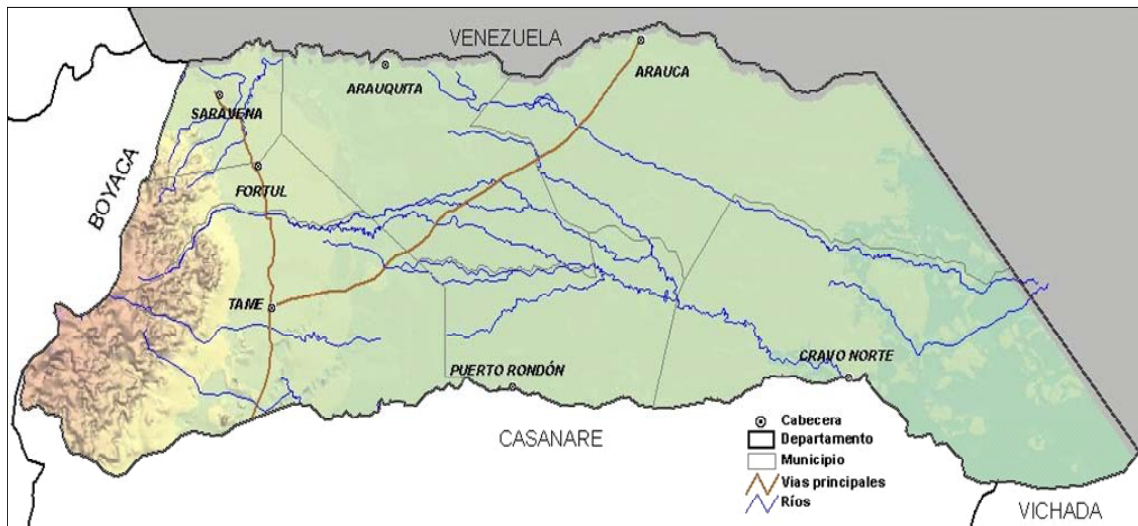 VENEZUELA
ARAUCA
ARAUQUITA
SARAVENA
BOYACA
FORTUL
TAME
PUERTO RONDÓN
CRAVO NORTE
CASANARE
VICHADA
Cabecera
Departamento
Municipio
Vias principales
Ríos